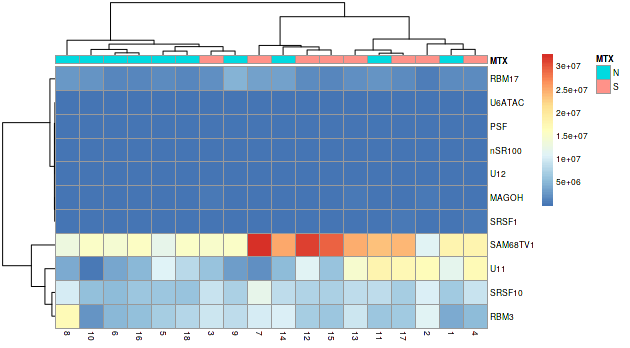 MTX
RBM17
U6ATAC
PSF
nSR100
U12
MAGOH
SRSF1
SAM68TV1
U11
SRSF10
RBM3
8 10 6 16 5 18 3 9 7 14 12 15 13 11 17 2 1 4
3e+07
2.5e+07
2e+07
1.5e+07
1e+07
5e+06
MTX
N
S